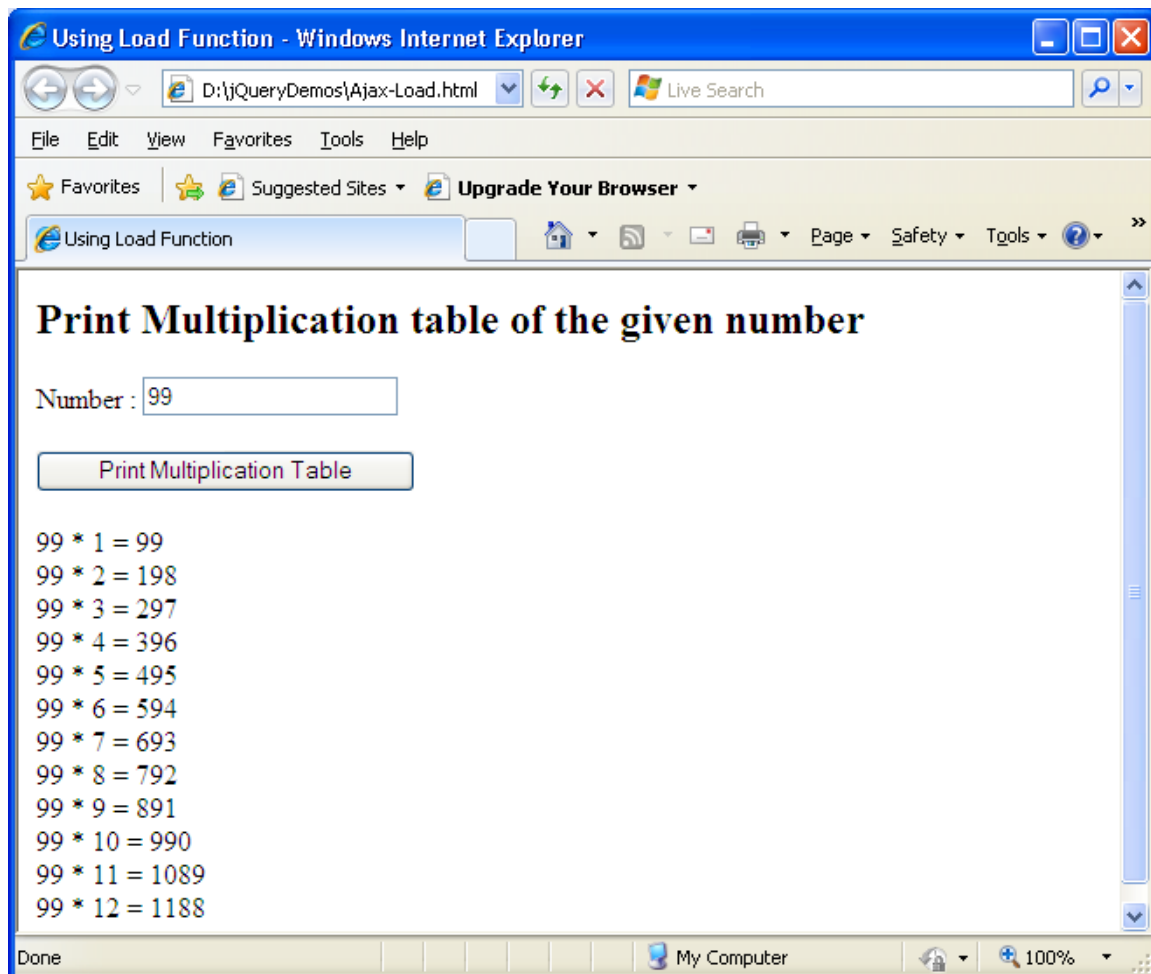 Using Load Function - Windows Internet Explorer
D:\jQueryDemos\Ajax-Load.html Live Search
File Edit View Favorites Tools Help
Favorites Suggested Sites Upgrade Your Browser
Using Load Function Page Safety Tools »
Print Multiplication table of the given number
Number : 99
Print Multiplication Table
99 * 1 = 99
99 * 2 = 198
99 * 3 = 297
99 * 4 = 396
99 * 5 = 495
99 * 6 = 594
99 * 7 = 693
99 * 8 = 792
99 * 9 = 891
99 * 10 = 990
99 * 11 = 1089
99 * 12 = 1188
Done My Computer 100%